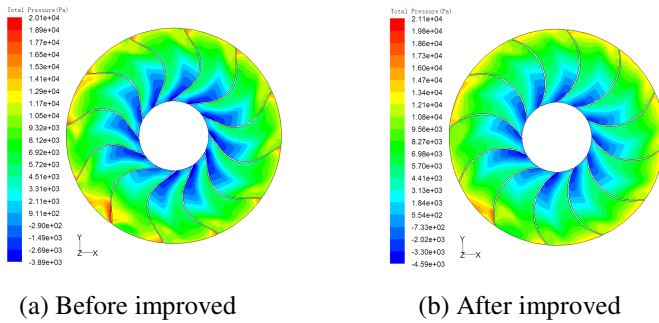 Total Pressure(Pa)
2.01e+04
1.89e+04
1.77e+04
1.65e+04
1.53e+04
1.41e+04
1.29e+04
1.17e+04
1.05e+04
9.32e+03
8.12e+03
6.92e+03
5.72e+03
4.51e+03
3.31e+03
2.11e+03
9.11e+02
-2.90e+02
-1.49e+03
-2.69e+03
-3.89e+03
Y
Z X
(a) Before improved
Total Pressure(Pa)
2.11e+04
1.98e+04
1.85e+04
1.73e+04
1.60e+04
1.47e+04
1.34e+04
1.21e+04
1.08e+04
9.56e+03
8.27e+03
6.98e+03
5.70e+03
4.41e+03
3.13e+03
1.84e+03
5.54e+02
-7.33e+02
-2.02e+03
-3.30e+03
-4.59e+03
Y
Z X
(b) After improved